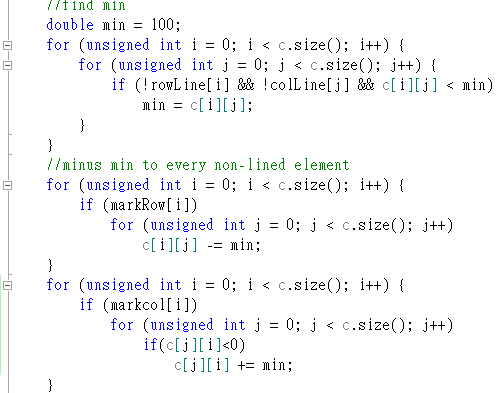 //find min
double min = 100;
for (unsigned int i = 0; i < c.size(); i++) {
for (unsigned int j = 0; j < c.size(); j++) {
if (!rowLine[i] && !colLine[j] && c[i][j] < min)
min = c[i][j];
}
}
//minus min to every non-lined element
for (unsigned int i = 0; i < c.size(); i++) {
if (markRow[i])
for (unsigned int j = 0; j < c.size(); j++)
c[i][j] -= min;
}
for (unsigned int i = 0; i < c.size(); i++) {
if (markcol[i])
for (unsigned int j = 0; j < c.size(); j++)
if(c[j][i]<0)
c[j][i] += min;
}